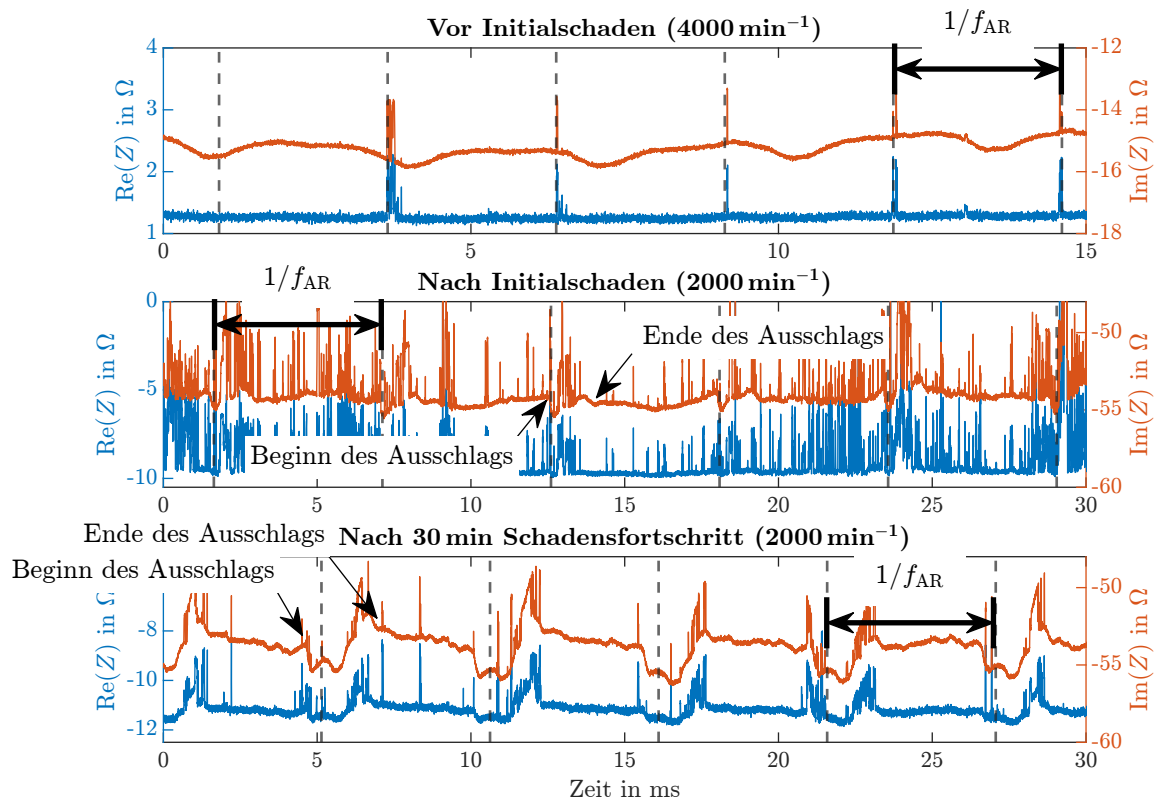 Vor Initialschaden (4000 min⁻¹)
1/f_AR
4
3
2
1
Re(Z) in Ω
-12
-14
-16
-18
Im(Z) in Ω
0
5
10
15
Nach Initialschaden (2000 min⁻¹)
1/f_AR
0
-5
-10
Re(Z) in Ω
Ende des Ausschlags
Beginn des Ausschlags
-50
-55
-60
Im(Z) in Ω
0
5
10
15
20
25
30
Nach 30 min Schadensfortschritt (2000 min⁻¹)
Ende des Ausschlags
Beginn des Ausschlags
1/f_AR
-8
-10
-12
Re(Z) in Ω
-50
-55
-60
Im(Z) in Ω
0
5
10
15
20
25
30
Zeit in ms